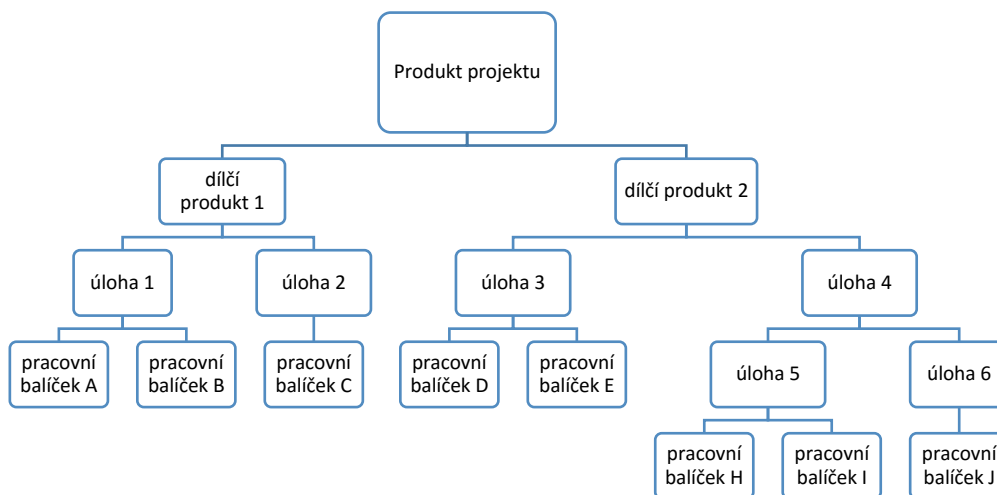 Produkt projektu
dílčí
produkt 1
dílčí produkt 2
úloha 1
úloha 2
úloha 3
úloha 4
pracovní
balíček A
pracovní
balíček B
pracovní
balíček C
pracovní
balíček D
pracovní
balíček E
úloha 5
úloha 6
pracovní
balíček H
pracovní
balíček I
pracovní
balíček J